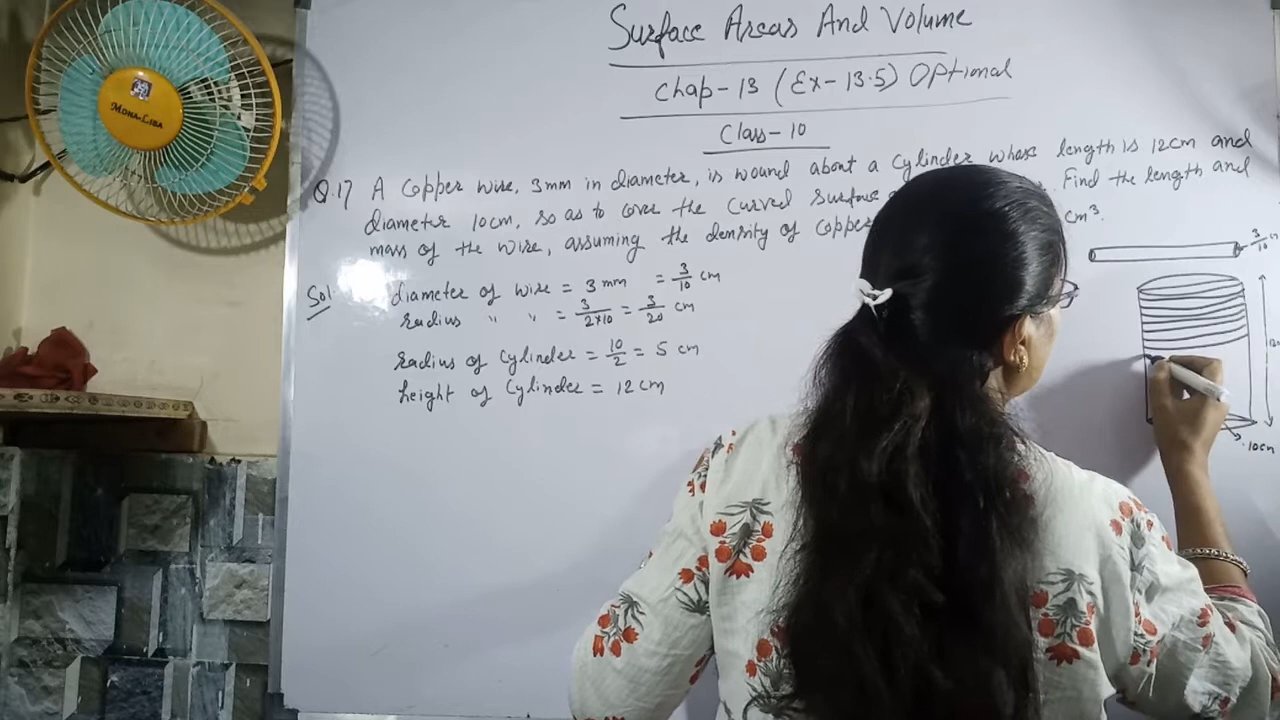 MONA-LISA
Surface Areas And Volume
Chap-13 (Ex-13.5) Optional
Class-10
Q.17 A Copper wire, 3mm in diameter, is wound about a cylinder whose length is 12cm and
diameter 10cm, so as to cover the curved surface Find the length and
mass of the wire, assuming the density of copper cm³.
Sol diameter of wire = 3 mm = 3/10 cm
radius " " = 3/2×10 = 3/20 cm
radius of cylinder = 10/2 = 5 cm
height of cylinder = 12 cm
3/10
10cm